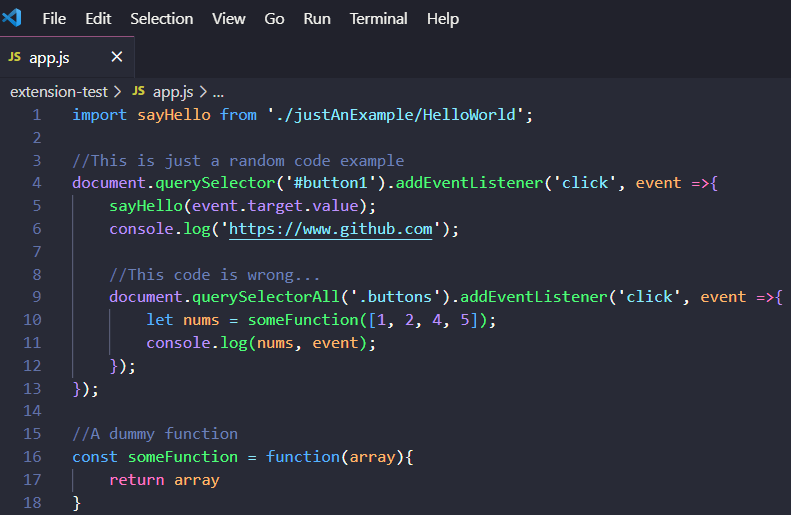 File Edit Selection View Go Run Terminal Help
JS app.js ×
extension-test > JS app.js > ...
1 import sayHello from './justAnExample/HelloWorld';
2
3 //This is just a random code example
4 document.querySelector('#button1').addEventListener('click', event =>{
5     sayHello(event.target.value);
6     console.log('https://www.github.com');
7
8     //This code is wrong...
9     document.querySelectorAll('.buttons').addEventListener('click', event =>{
10         let nums = someFunction([1, 2, 4, 5]);
11         console.log(nums, event);
12     });
13 });
14
15 //A dummy function
16 const someFunction = function(array){
17     return array
18 }